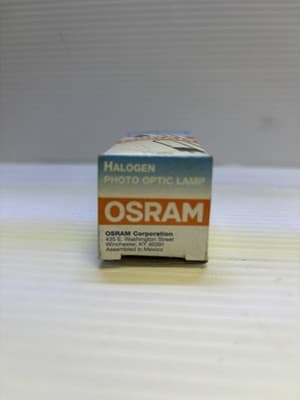 HALOGEN
PHOTO OPTIC LAMP
OSRAM
OSRAM Corporation
435 E. Washington Street
Winchester, KY 40391
Assembled in Mexico